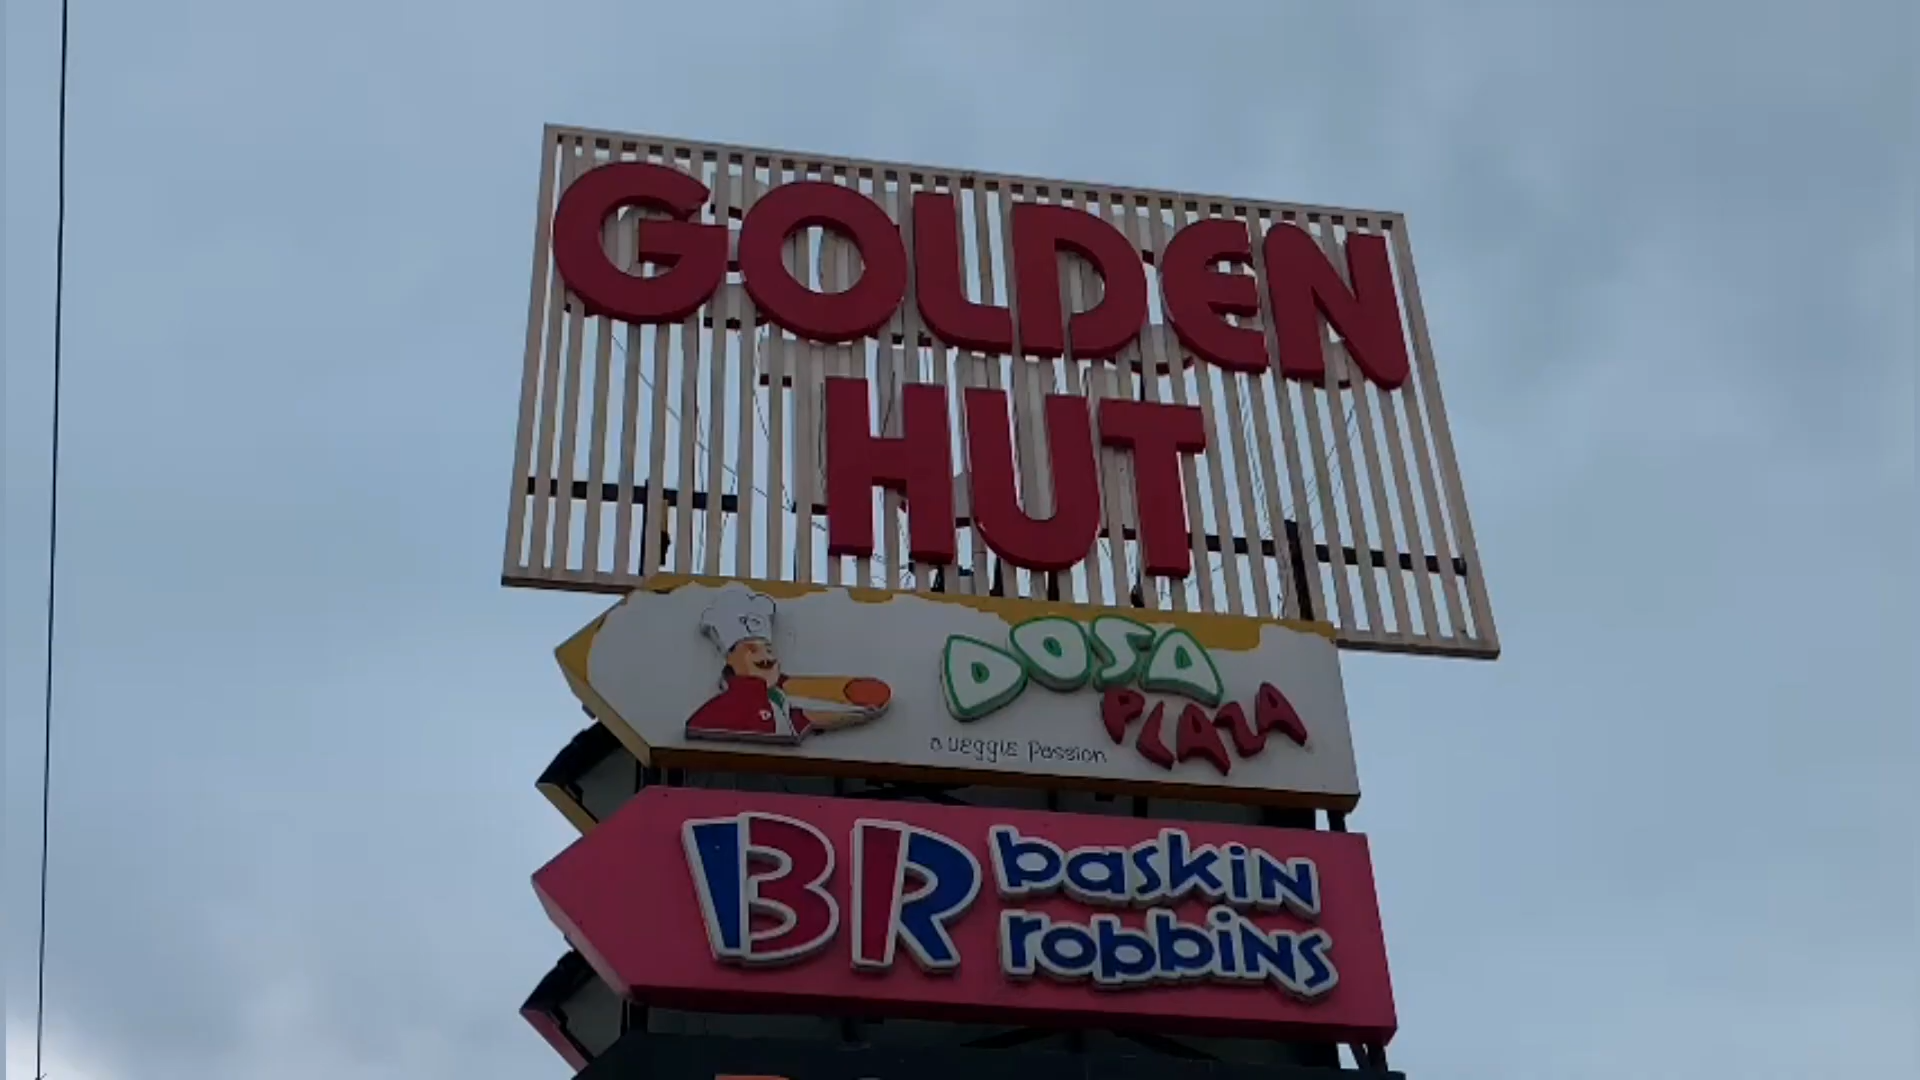 GOLDEN
HUT
DOSA
PLAZA
a veggie passion
BR baskin
robbins